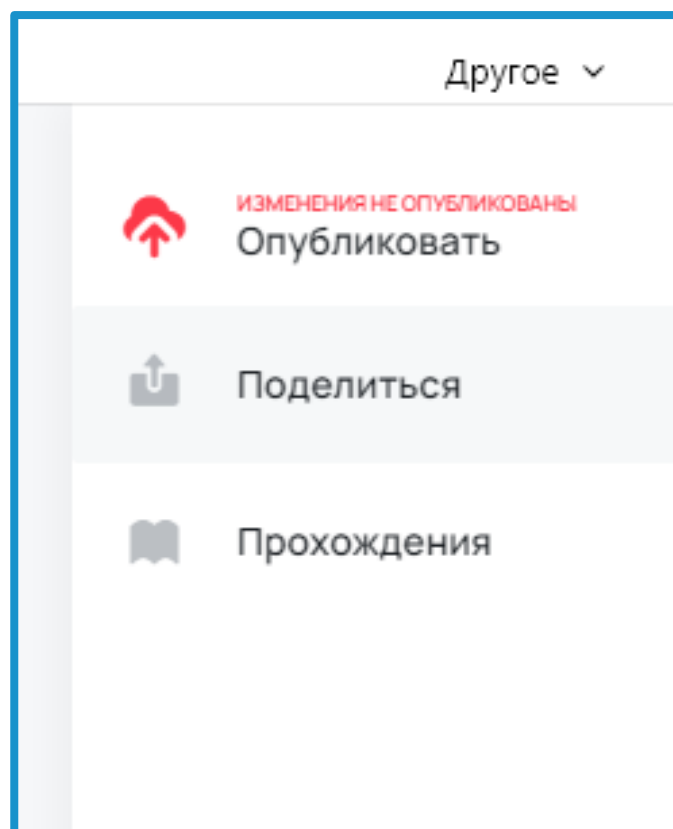 Другое
ИЗМЕНЕНИЯ НЕ ОПУБЛИКОВАНЫ
Опубликовать
Поделиться
Прохождения